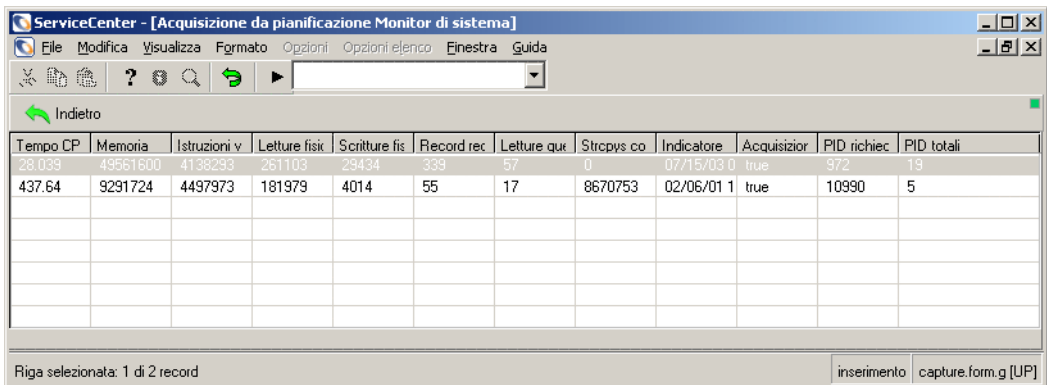 ServiceCenter - [Acquisizione da pianificazione Monitor di sistema]
File Modifica Visualizza Formato Opzioni Opzioni elenco Finestra Guida
Indietro
Tempo CP Memoria Istruzioni v Letture fisic Scritture fis Record rec Letture que Strcpys co Indicatore Acquisizior PID richiec PID totali
28.039 49561600 4138293 261103 29434 339 57 0 07/15/03 0 true 972 19
437.64 9291724 4497973 181979 4014 55 17 8670753 02/06/01 1 true 10990 5
Riga selezionata: 1 di 2 record inserimento capture.form.g [UP]